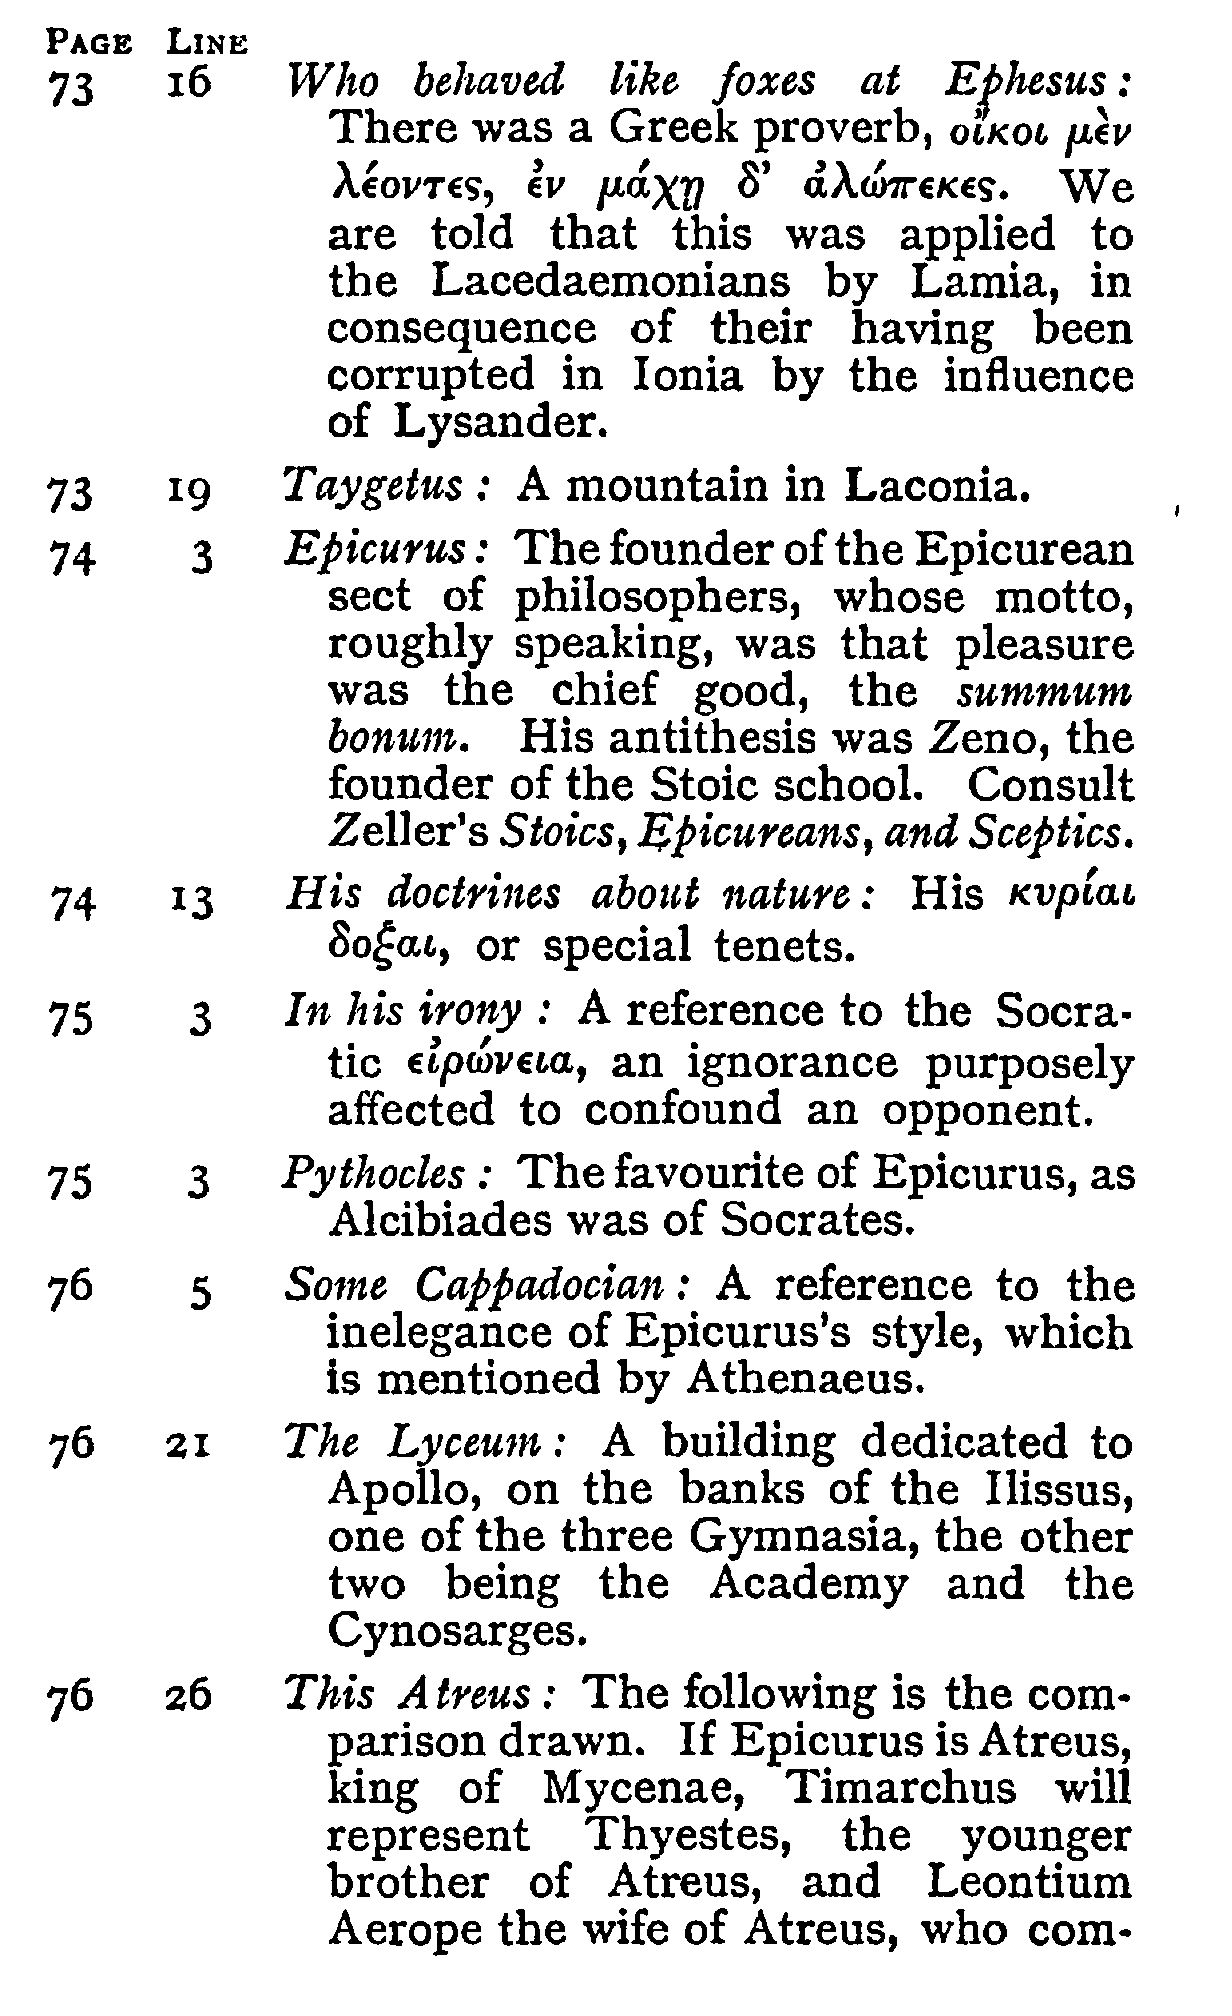 PAGE LINE
73 16 Who behaved like foxes at Ephesus :
There was a Greek proverb, οἴκοι μὲν
λέοντες, ἐν μάχῃ δ' ἀλώπεκες. We
are told that this was applied to
the Lacedaemonians by Lamia, in
consequence of their having been
corrupted in Ionia by the influence
of Lysander.
73 19 Taygetus : A mountain in Laconia.
74 3 Epicurus : The founder of the Epicurean
sect of philosophers, whose motto,
roughly speaking, was that pleasure
was the chief good, the summum
bonum. His antithesis was Zeno, the
founder of the Stoic school. Consult
Zeller's Stoics, Epicureans, and Sceptics.
74 13 His doctrines about nature : His κυρίαι
δοξαι, or special tenets.
75 3 In his irony : A reference to the Socra-
tic εἰρώνεια, an ignorance purposely
affected to confound an opponent.
75 3 Pythocles : The favourite of Epicurus, as
Alcibiades was of Socrates.
76 5 Some Cappadocian : A reference to the
inelegance of Epicurus's style, which
is mentioned by Athenaeus.
76 21 The Lyceum : A building dedicated to
Apollo, on the banks of the Ilissus,
one of the three Gymnasia, the other
two being the Academy and the
Cynosarges.
76 26 This Atreus : The following is the com-
parison drawn. If Epicurus is Atreus,
king of Mycenae, Timarchus will
represent Thyestes, the younger
brother of Atreus, and Leontium
Aerope the wife of Atreus, who com-